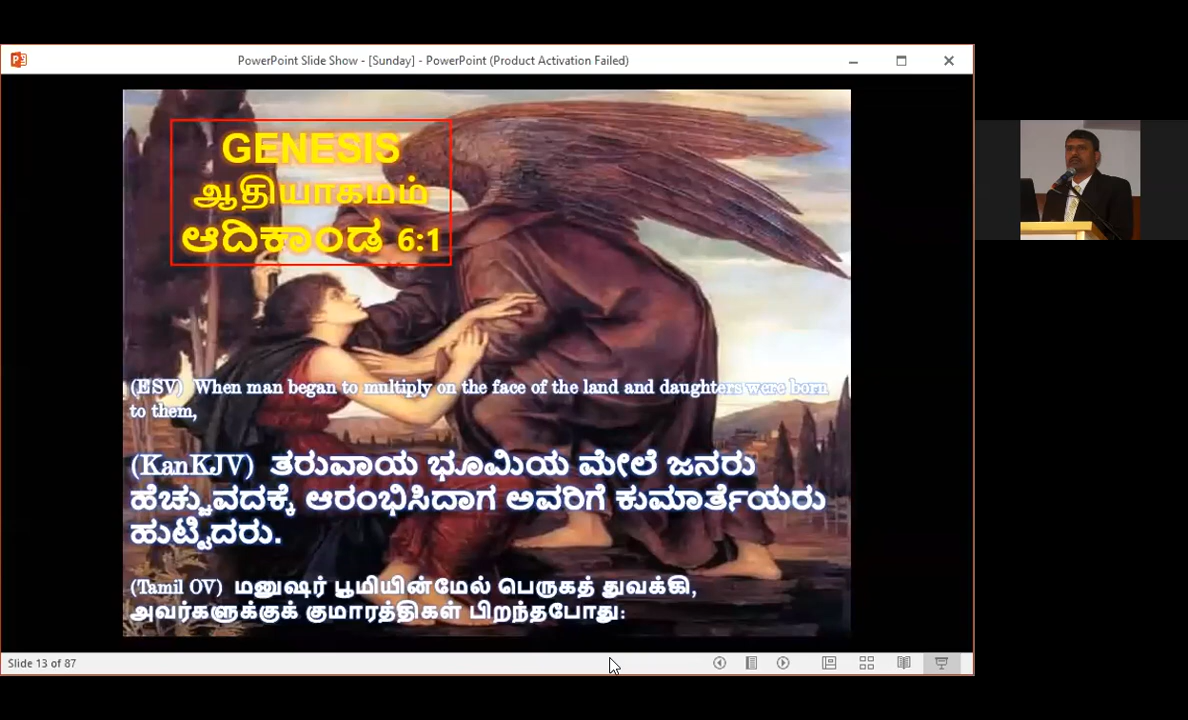 PowerPoint Slide Show - [Sunday] - PowerPoint (Product Activation Failed)
GENESIS
ஆதியாகமம்
ಆದಿಕಾಂಡ 6:1
(ESV) When man began to multiply on the face of the land and daughters were born
to them,
(KanKJV) ತರುವಾಯ ಭೂಮಿಯ ಮೇಲೆ ಜನರು
ಹೆಚ್ಚುವದಕ್ಕೆ ಆರಂಭಿಸಿದಾಗ ಅವರಿಗೆ ಕುಮಾರ್ತೆಯರು
ಹುಟ್ಟಿದರು.
(Tamil OV) மனுஷர் பூமியின்மேல் பெருகத் துவக்கி,
அவர்களுக்குக் குமாரத்திகள் பிறந்தபோது:
Slide 13 of 87